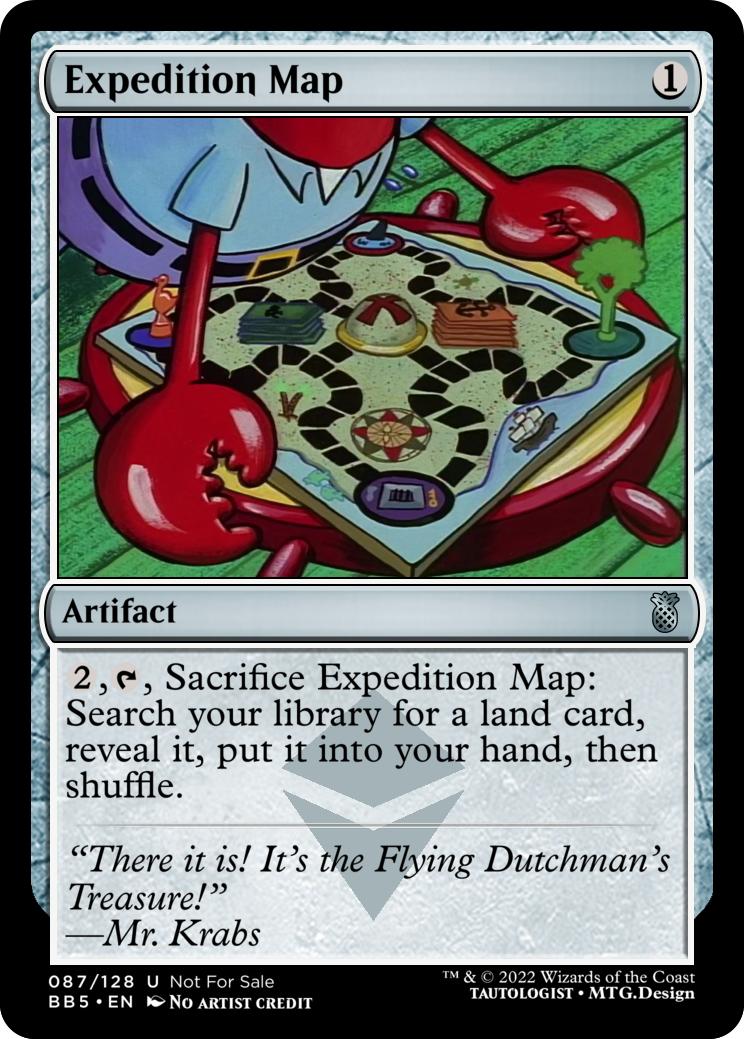 Expedition Map 1
Artifact
2, , Sacrifice Expedition Map:
Search your library for a land card,
reveal it, put it into your hand, then
shuffle.
“There it is! It’s the Flying Dutchman’s
Treasure!”
—Mr. Krabs
087/128 U Not For Sale
BB5 • EN No artist credit
™ & © 2022 Wizards of the Coast
TAUTOLOGIST • MTG.Design